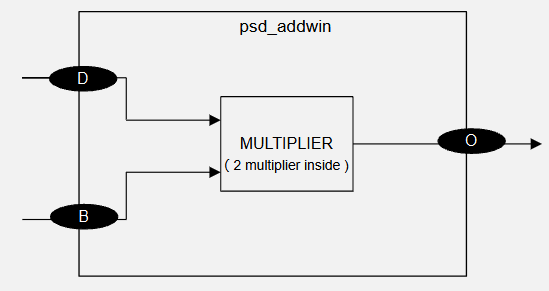 psd_addwin
D
MULTIPLIER
( 2 multiplier inside )
O
B